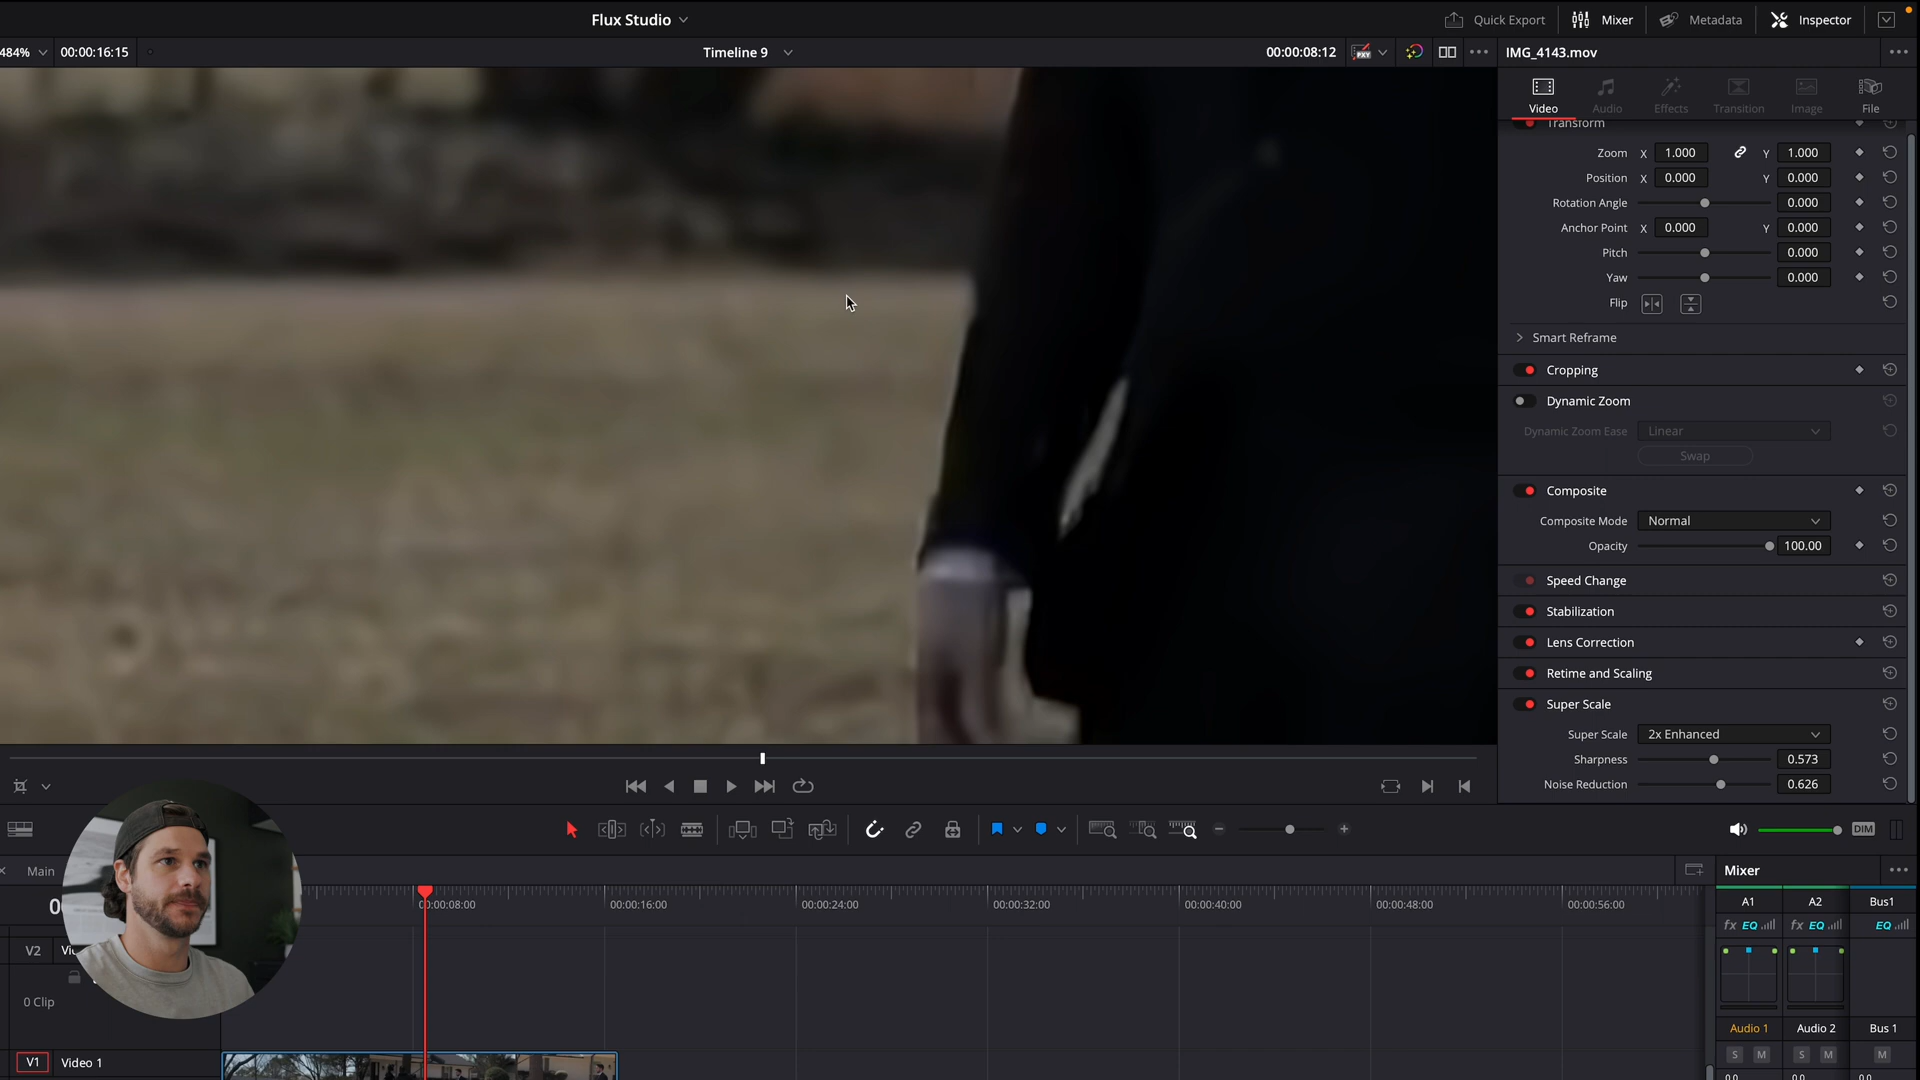 Flux Studio
Quick Export
Mixer
Metadata
Inspector
484%
00:00:16:15
Timeline 9
00:00:08:12
IMG_4143.mov
Video
Audio
Effects
Transition
Image
File
Transform
Zoom X 1.000 Y 1.000
Position X 0.000 Y 0.000
Rotation Angle 0.000
Anchor Point X 0.000 Y 0.000
Pitch 0.000
Yaw 0.000
Flip
Smart Reframe
Cropping
Dynamic Zoom
Dynamic Zoom Ease Linear
Swap
Composite
Composite Mode Normal
Opacity 100.00
Speed Change
Stabilization
Lens Correction
Retime and Scaling
Super Scale
Super Scale 2x Enhanced
Sharpness 0.573
Noise Reduction 0.626
DIM
Main
Mixer
00:00:08:00
00:00:16:00
00:00:24:00
00:00:32:00
00:00:40:00
00:00:48:00
00:00:56:00
A1
A2
Bus1
fx EQ
fx EQ
EQ
V2
0 Clip
Audio 1
Audio 2
Bus 1
V1
Video 1
S M
S M
M
0.0
0.0
0.0